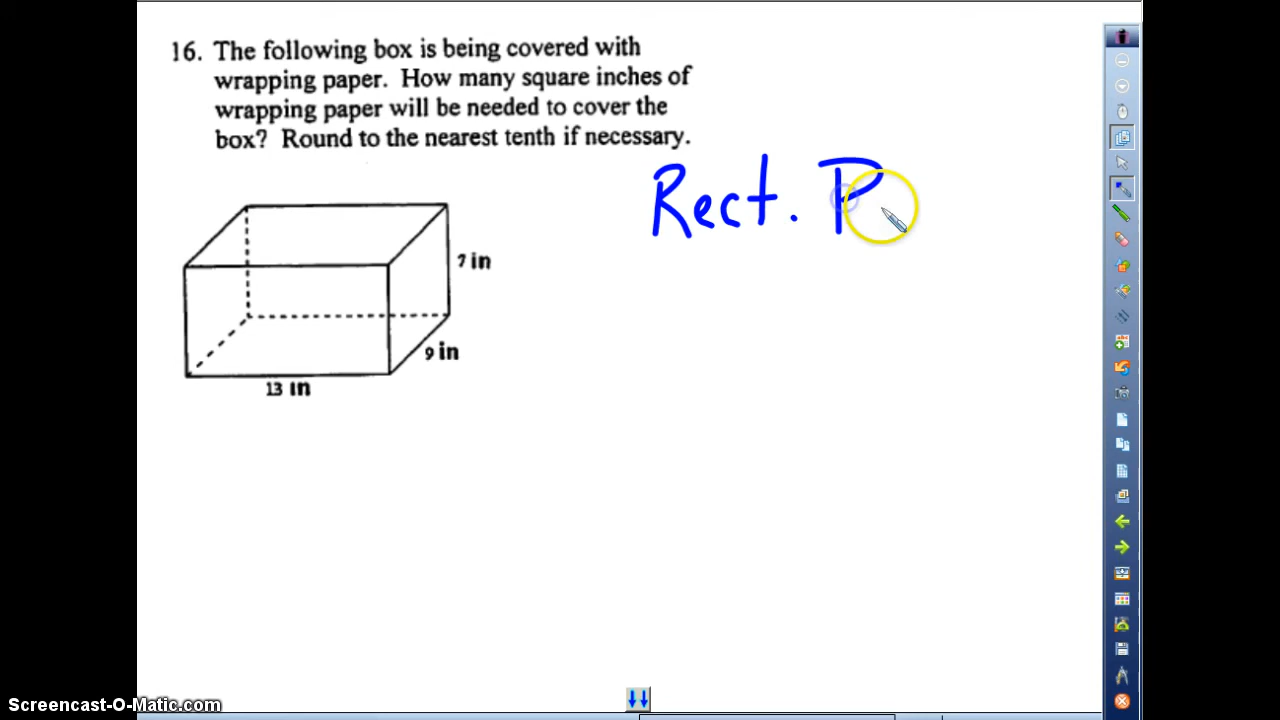 16. The following box is being covered with
wrapping paper. How many square inches of
wrapping paper will be needed to cover the
box? Round to the nearest tenth if necessary.
Rect. P
7 in
9 in
13 in
Screencast-O-Matic.com